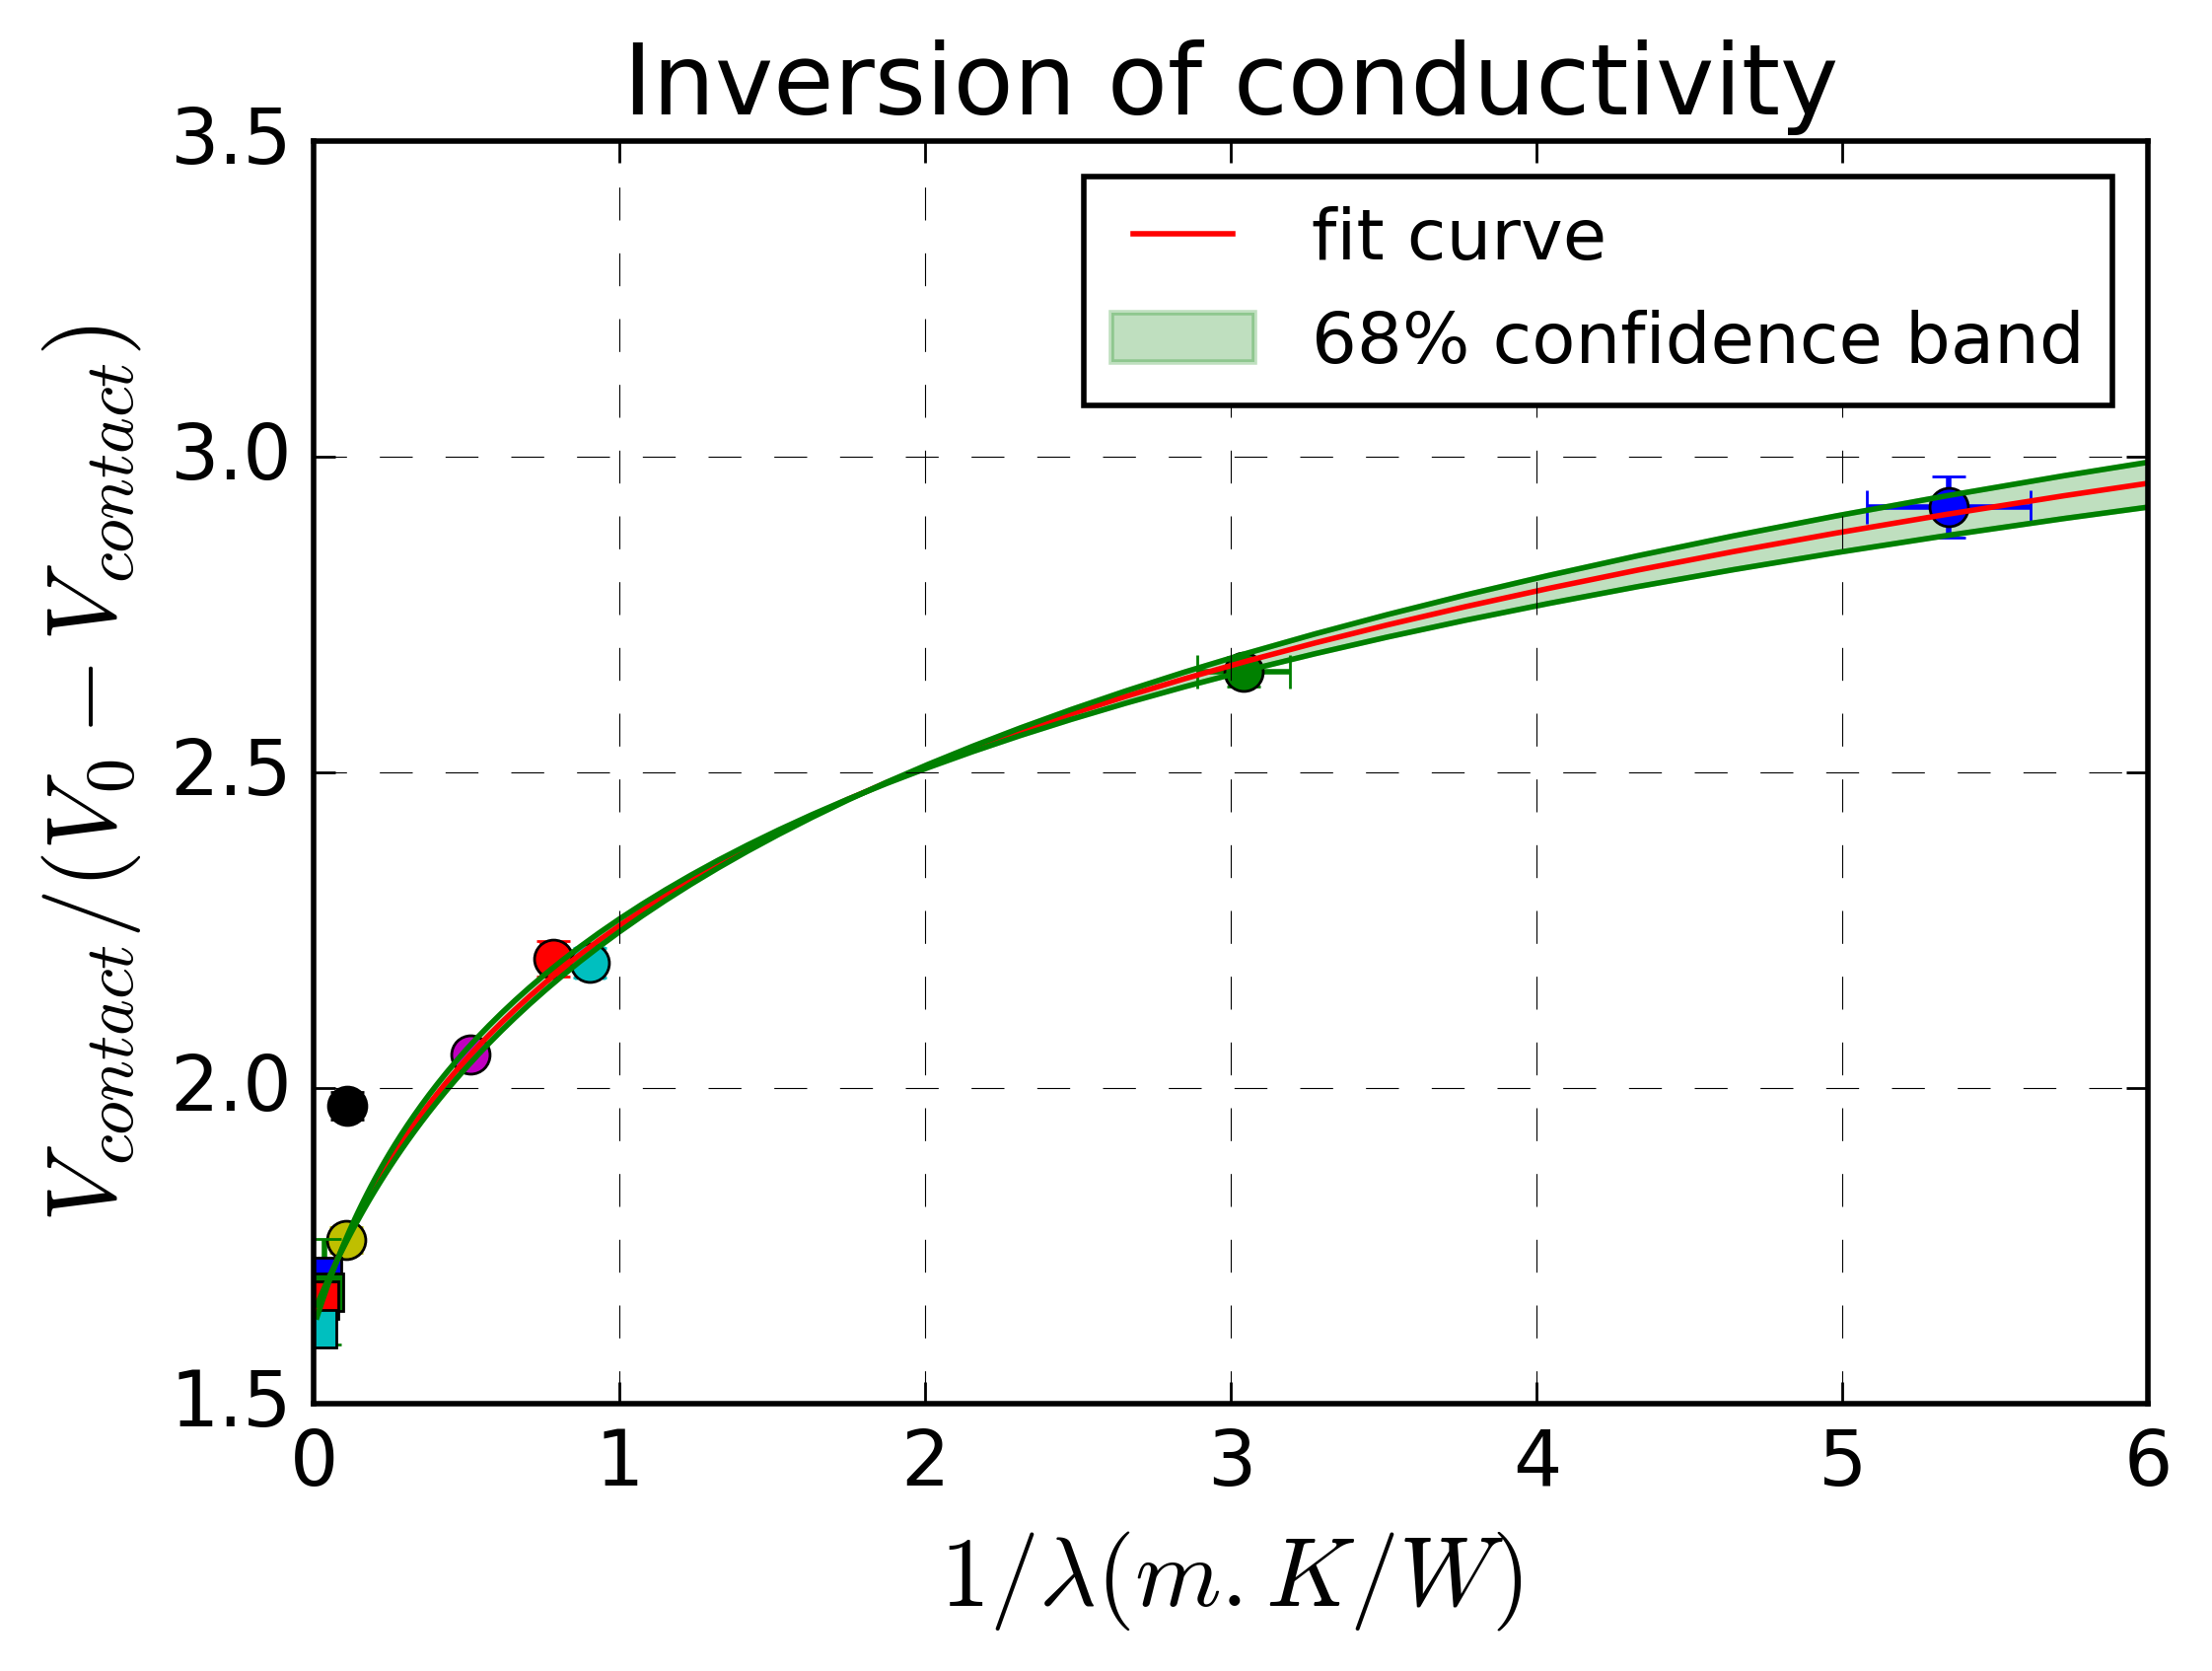 Inversion of conductivity
3.5
3.0
2.5
2.0
1.5
fit curve
68% confidence band
V_contact/(V_0 − V_contact)
0 1 2 3 4 5 6
1/λ(m.K/W)